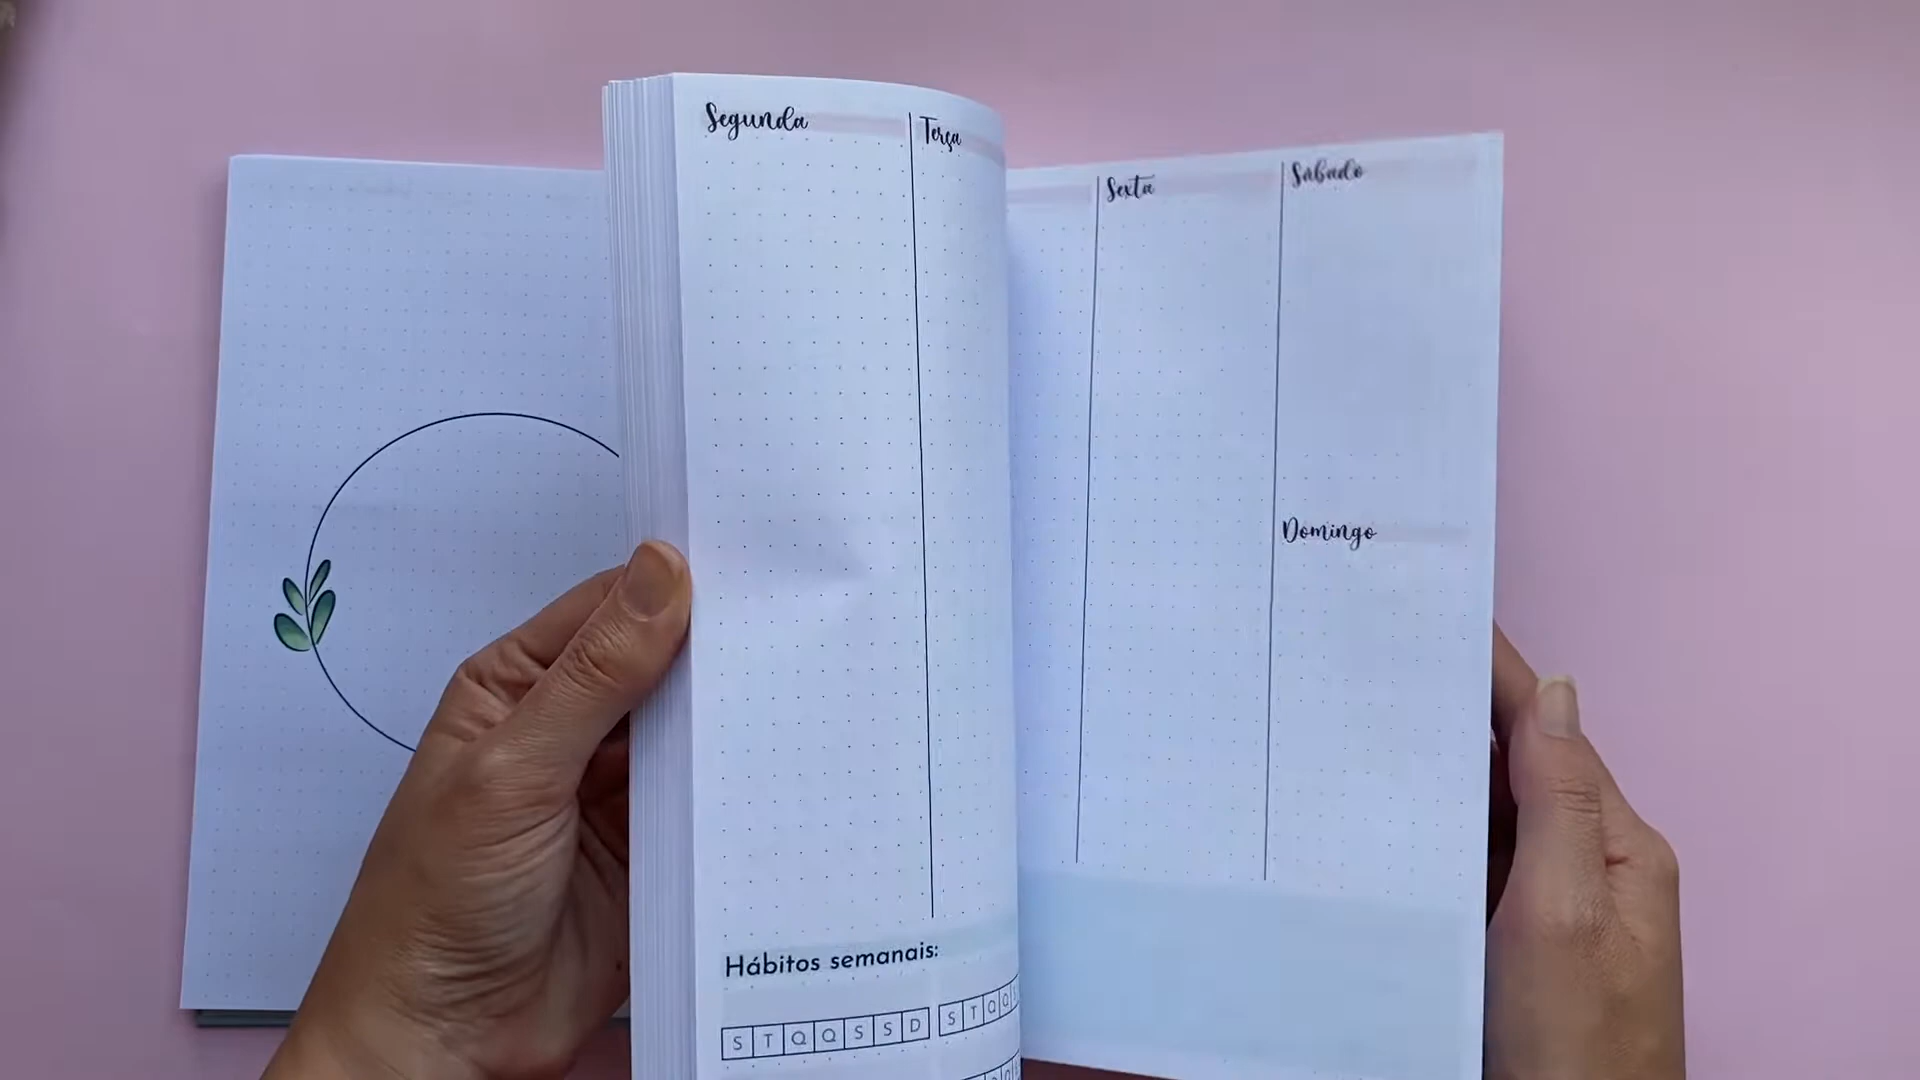 Segunda
Terça
Hábitos semanais:
S T Q Q S S D
S T Q Q
Sexta
Sábado
Domingo